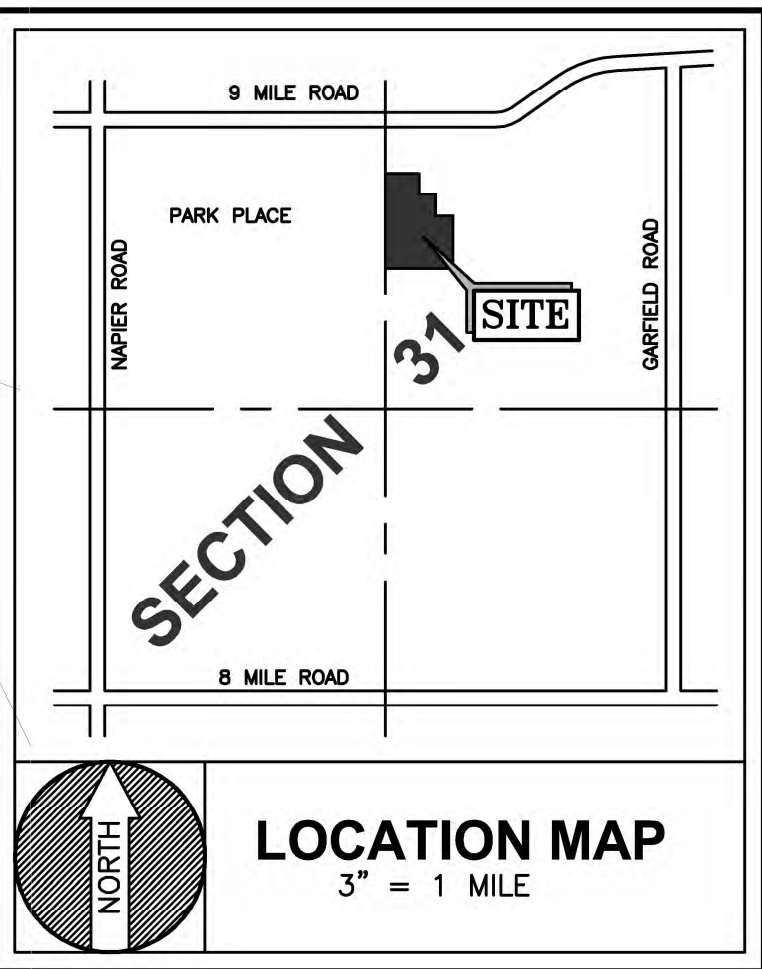 9 MILE ROAD
PARK PLACE
NAPIER ROAD
GARFIELD ROAD
SITE
SECTION 31
8 MILE ROAD
NORTH
LOCATION MAP
3" = 1 MILE